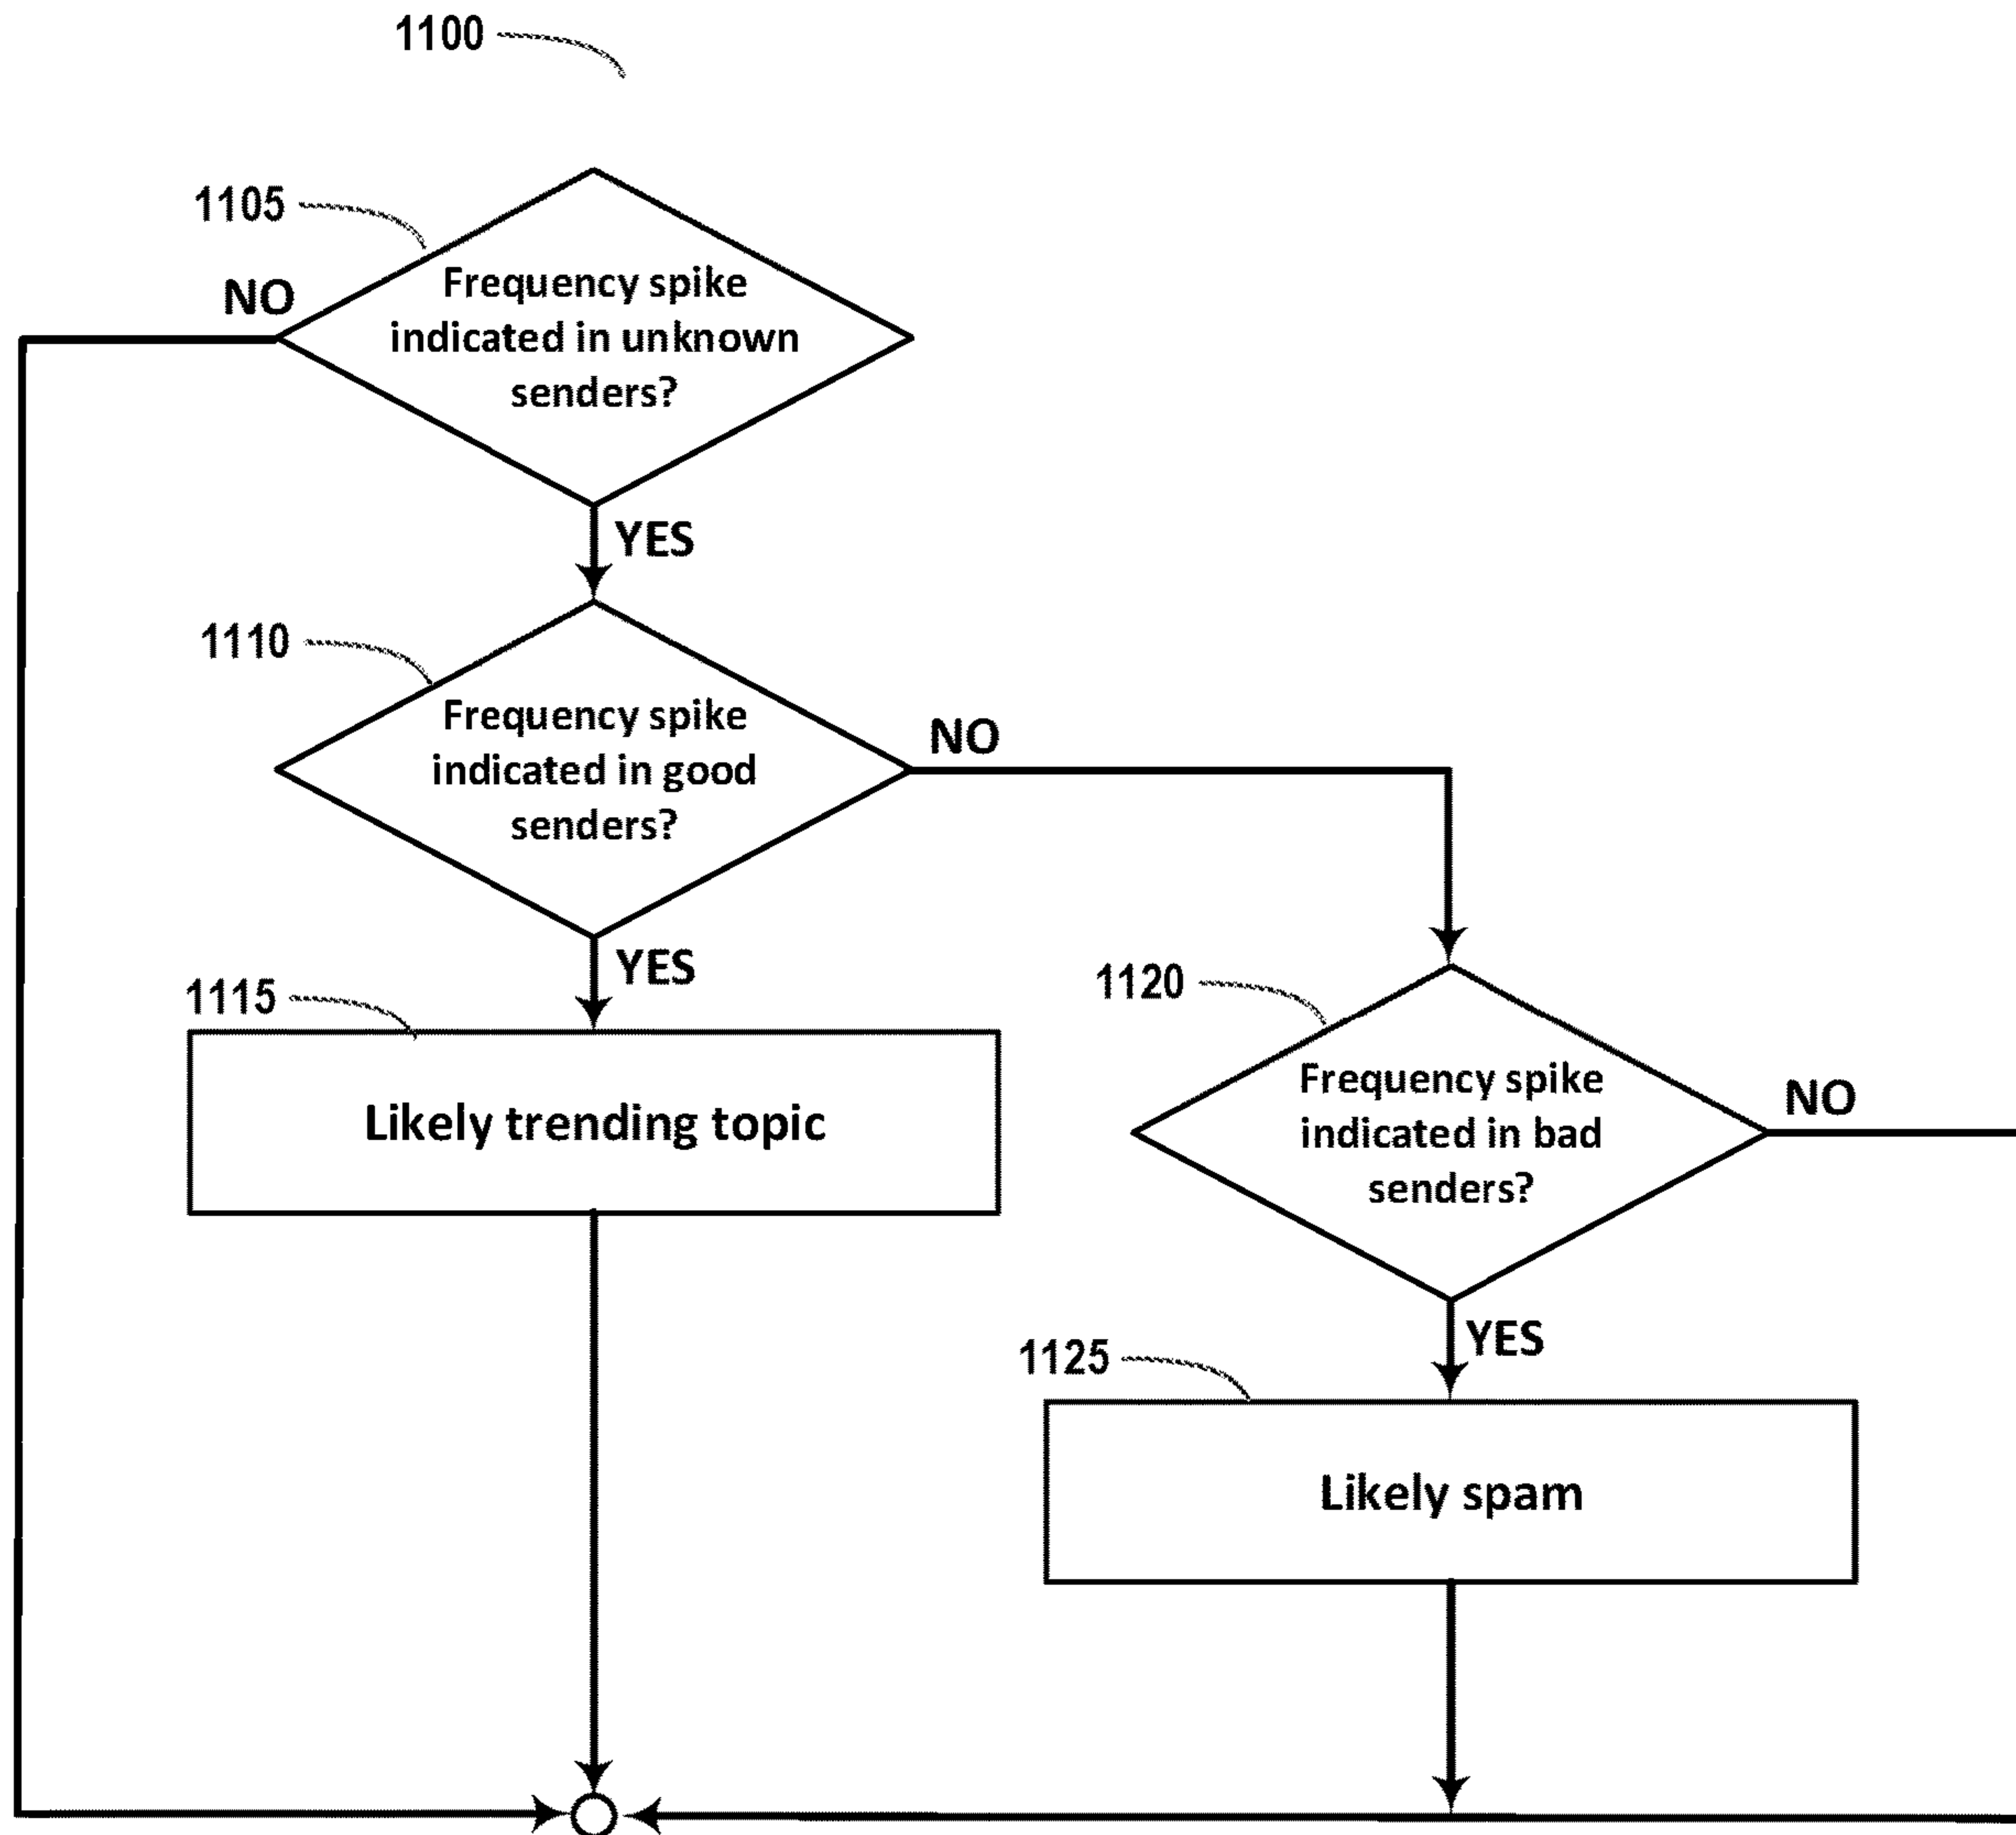 1100
1105
NO
Frequency spike
indicated in unknown
senders?
YES
1110
Frequency spike
indicated in good
senders?
NO
YES
1115
Likely trending topic
1120
Frequency spike
indicated in bad
senders?
NO
YES
1125
Likely spam